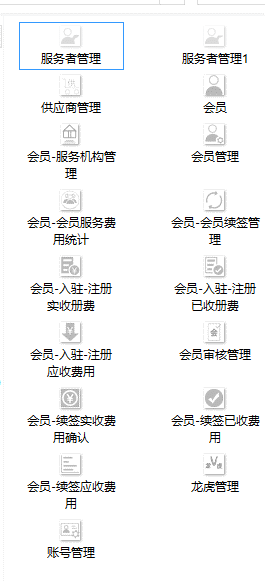 服务者管理
服务者管理1
供应商管理
会员
会员-服务机构管
理
会员管理
会员-会员服务费
用统计
会员-会员续签管
理
会员-入驻-注册
实收册费
会员-入驻-注册
已收册费
会员-入驻-注册
应收费用
会员审核管理
会员-续签实收费
用确认
会员-续签已收费
用
会员-续签应收费
用
龙虎管理
账号管理